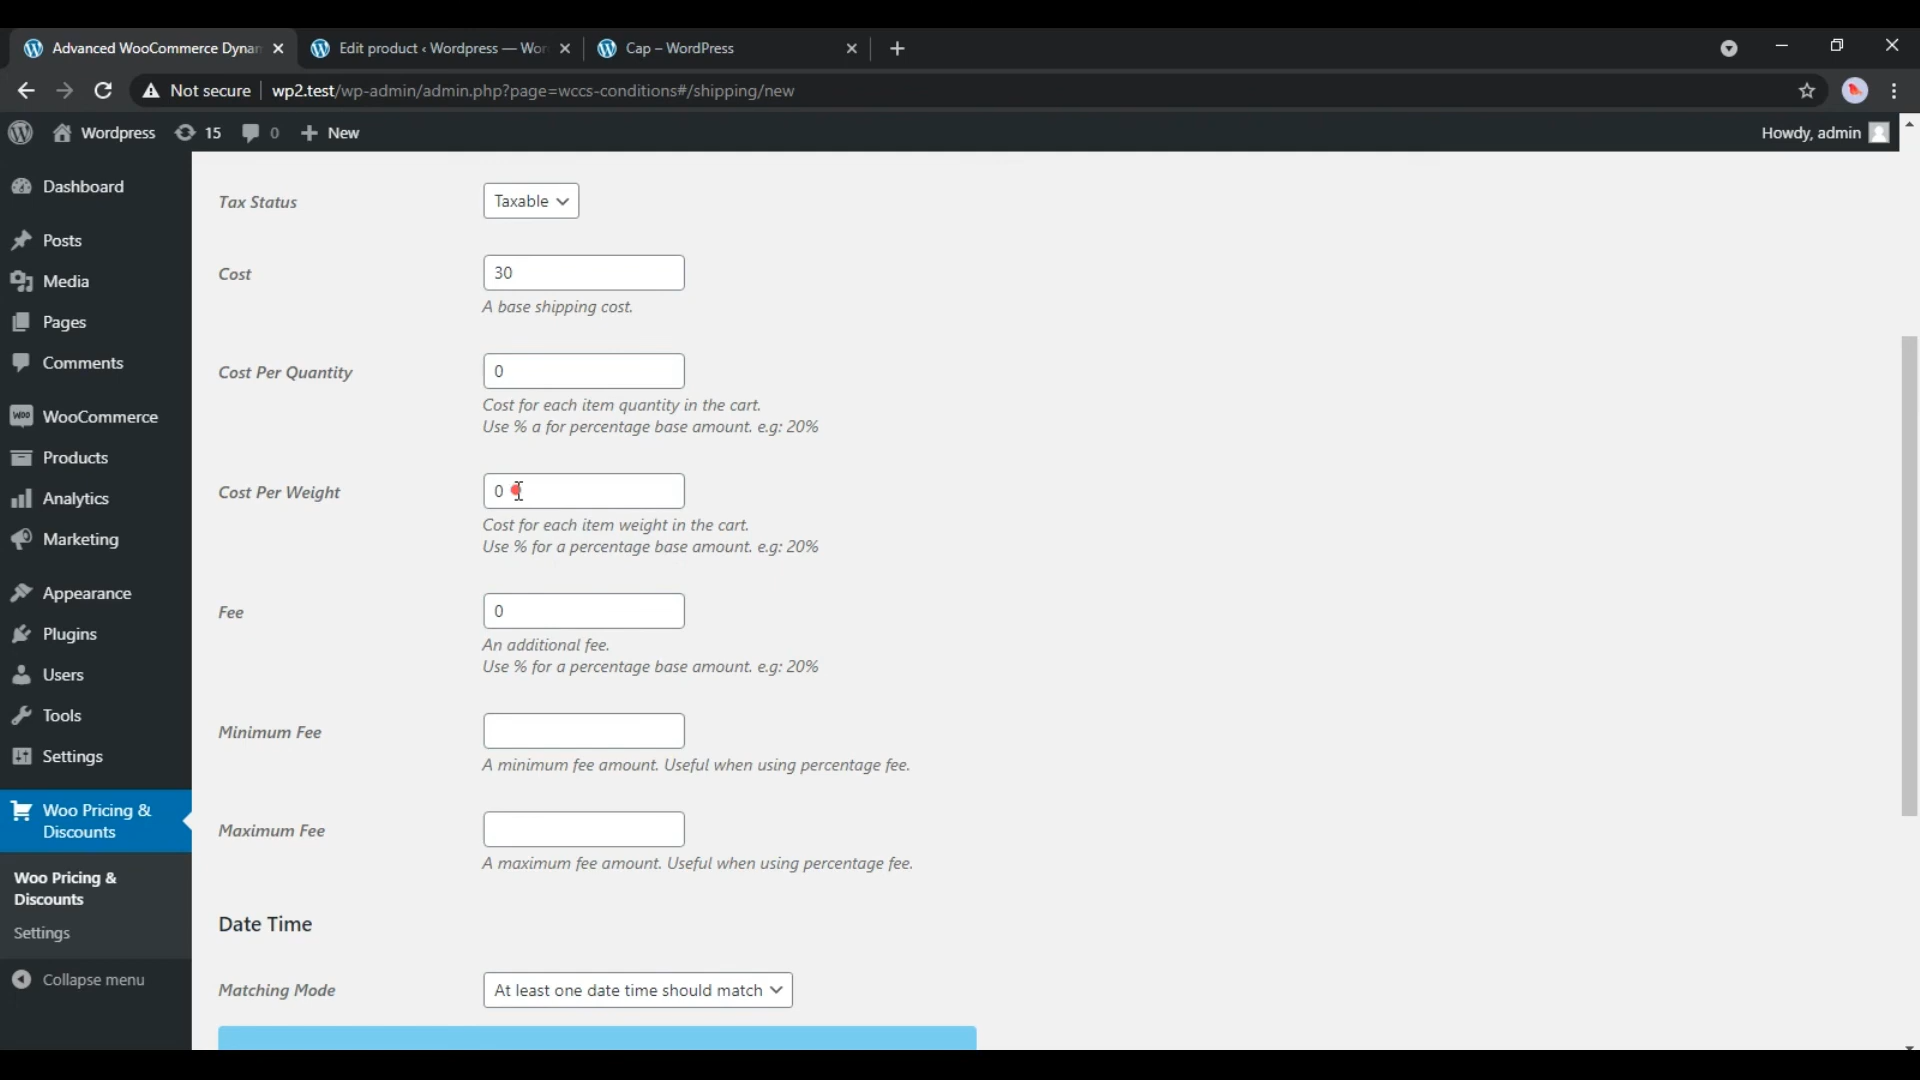 Advanced WooCommerce Dynam
Edit product ‹ Wordpress — Wor
Cap – WordPress
Not secure
wp2.test/wp-admin/admin.php?page=wccs-conditions#/shipping/new
Wordpress
15
0
New
Howdy, admin
Dashboard
Posts
Media
Pages
Comments
WooCommerce
Products
Analytics
Marketing
Appearance
Plugins
Users
Tools
Settings
Woo Pricing &
Discounts
Woo Pricing &
Discounts
Settings
Collapse menu
Tax Status
Taxable
Cost
30
A base shipping cost.
Cost Per Quantity
0
Cost for each item quantity in the cart.
Use % a for percentage base amount. e.g: 20%
Cost Per Weight
0
Cost for each item weight in the cart.
Use % for a percentage base amount. e.g: 20%
Fee
0
An additional fee.
Use % for a percentage base amount. e.g: 20%
Minimum Fee
A minimum fee amount. Useful when using percentage fee.
Maximum Fee
A maximum fee amount. Useful when using percentage fee.
Date Time
Matching Mode
At least one date time should match